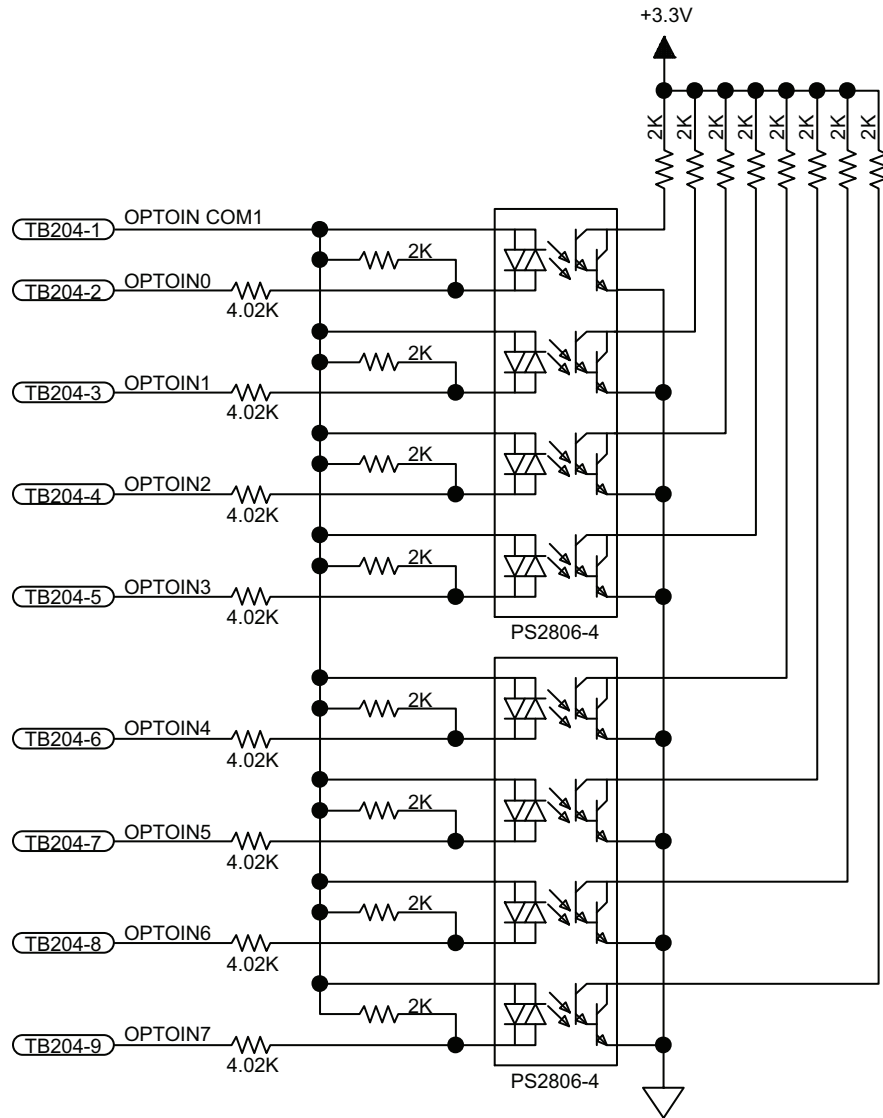 +3.3V
2K 2K 2K 2K 2K 2K 2K 2K
TB204-1 OPTOIN COM1
2K
TB204-2 OPTOIN0
4.02K
2K
TB204-3 OPTOIN1
4.02K
2K
TB204-4 OPTOIN2
4.02K
2K
TB204-5 OPTOIN3
4.02K
PS2806-4
2K
TB204-6 OPTOIN4
4.02K
2K
TB204-7 OPTOIN5
4.02K
2K
TB204-8 OPTOIN6
4.02K
2K
TB204-9 OPTOIN7
4.02K
PS2806-4